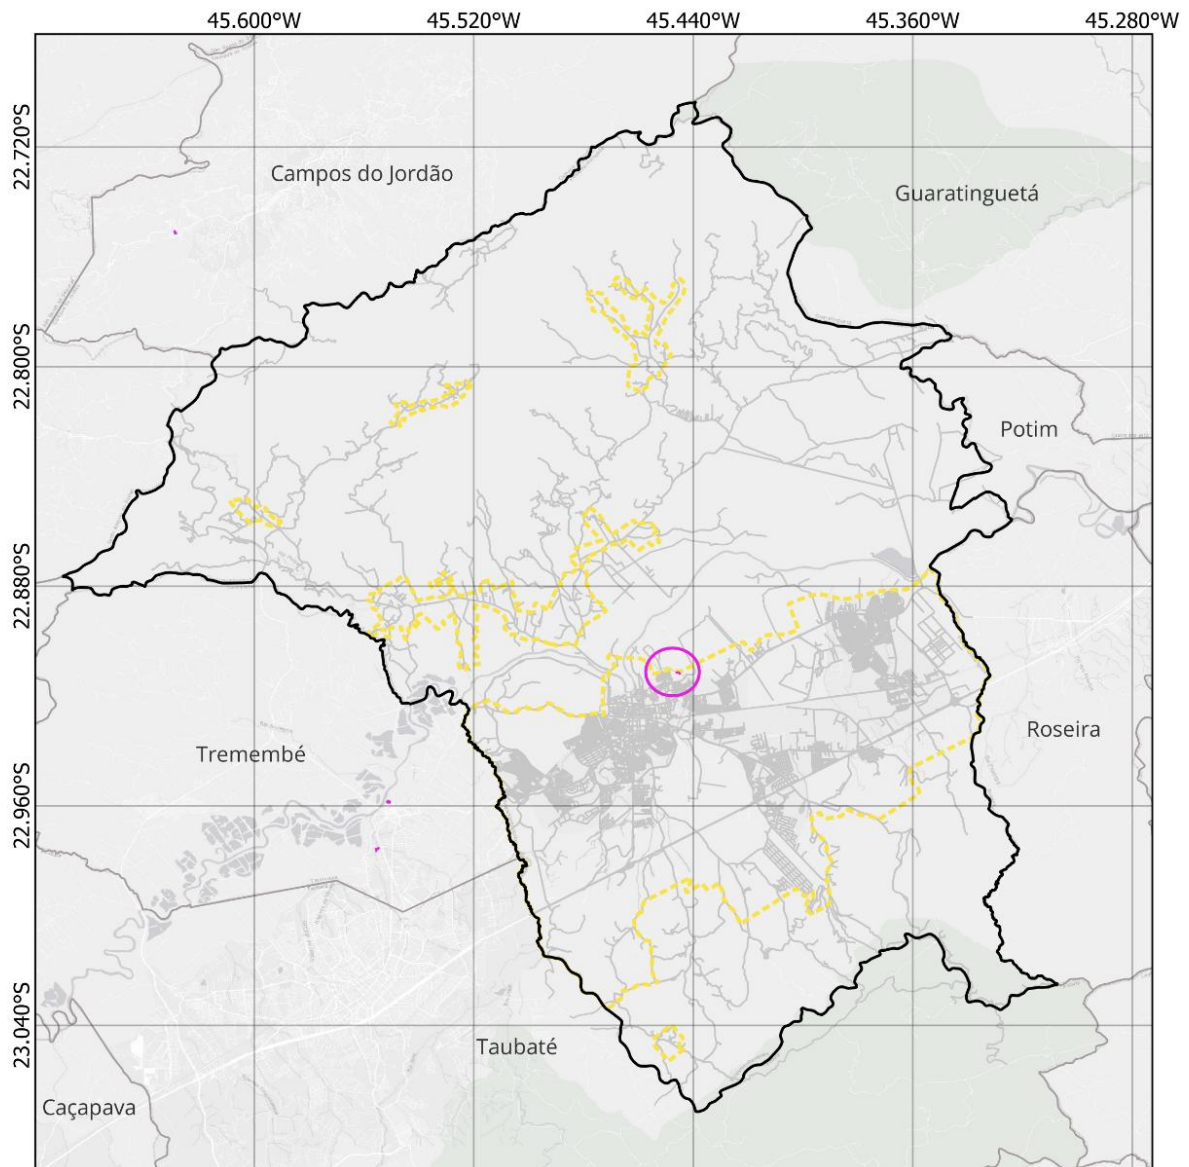 45.600°W 45.520°W 45.440°W 45.360°W 45.280°W
22.720°S
Campos do Jordão
Guaratinguetá
22.800°S
Potim
22.880°S
Roseira
Tremembé
22.960°S
23.040°S
Taubaté
Caçapava